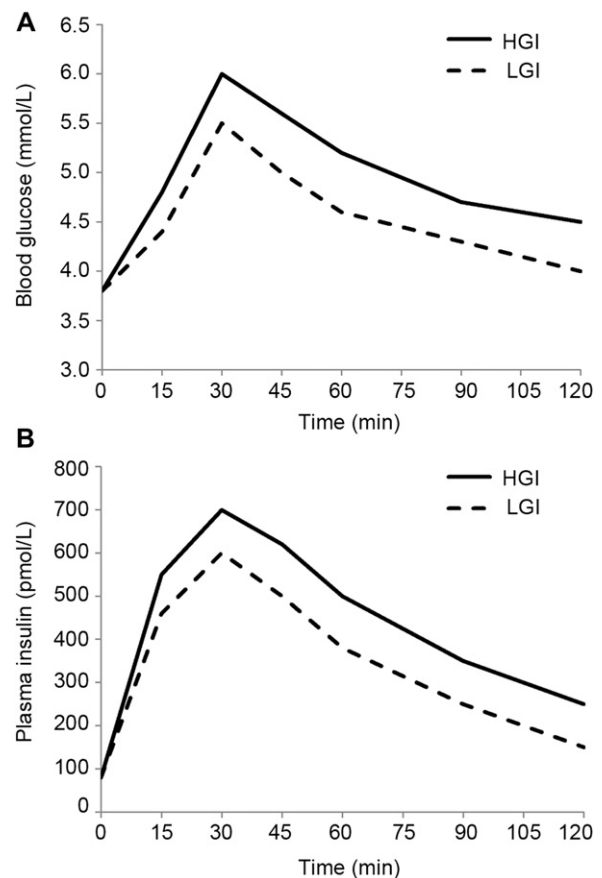 A
6.5
6.0
5.5
5.0
4.5
4.0
3.5
3.0
Blood glucose (mmol/L)
HGI
LGI
0 15 30 45 60 75 90 105 120
Time (min)
B
800
700
600
500
400
300
200
100
0
Plasma insulin (pmol/L)
HGI
LGI
0 15 30 45 60 75 90 105 120
Time (min)